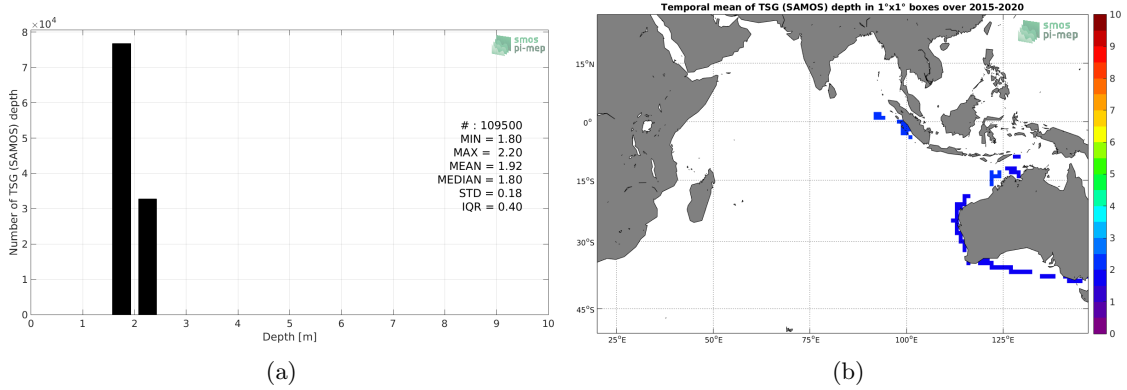 ×10⁴
8
7
6
5
4
3
2
1
0
Number of TSG (SAMOS) depth
smos
pi-mep
# : 109500
MIN = 1.80
MAX = 2.20
MEAN = 1.92
MEDIAN = 1.80
STD = 0.18
IQR = 0.40
0 1 2 3 4 5 6 7 8 9 10
Depth [m]
(a)
Temporal mean of TSG (SAMOS) depth in 1°x1° boxes over 2015-2020
smos
pi-mep
15°N
0°
15°S
30°S
45°S
25°E 50°E 75°E 100°E 125°E
10
9
8
7
6
5
4
3
2
1
0
(b)